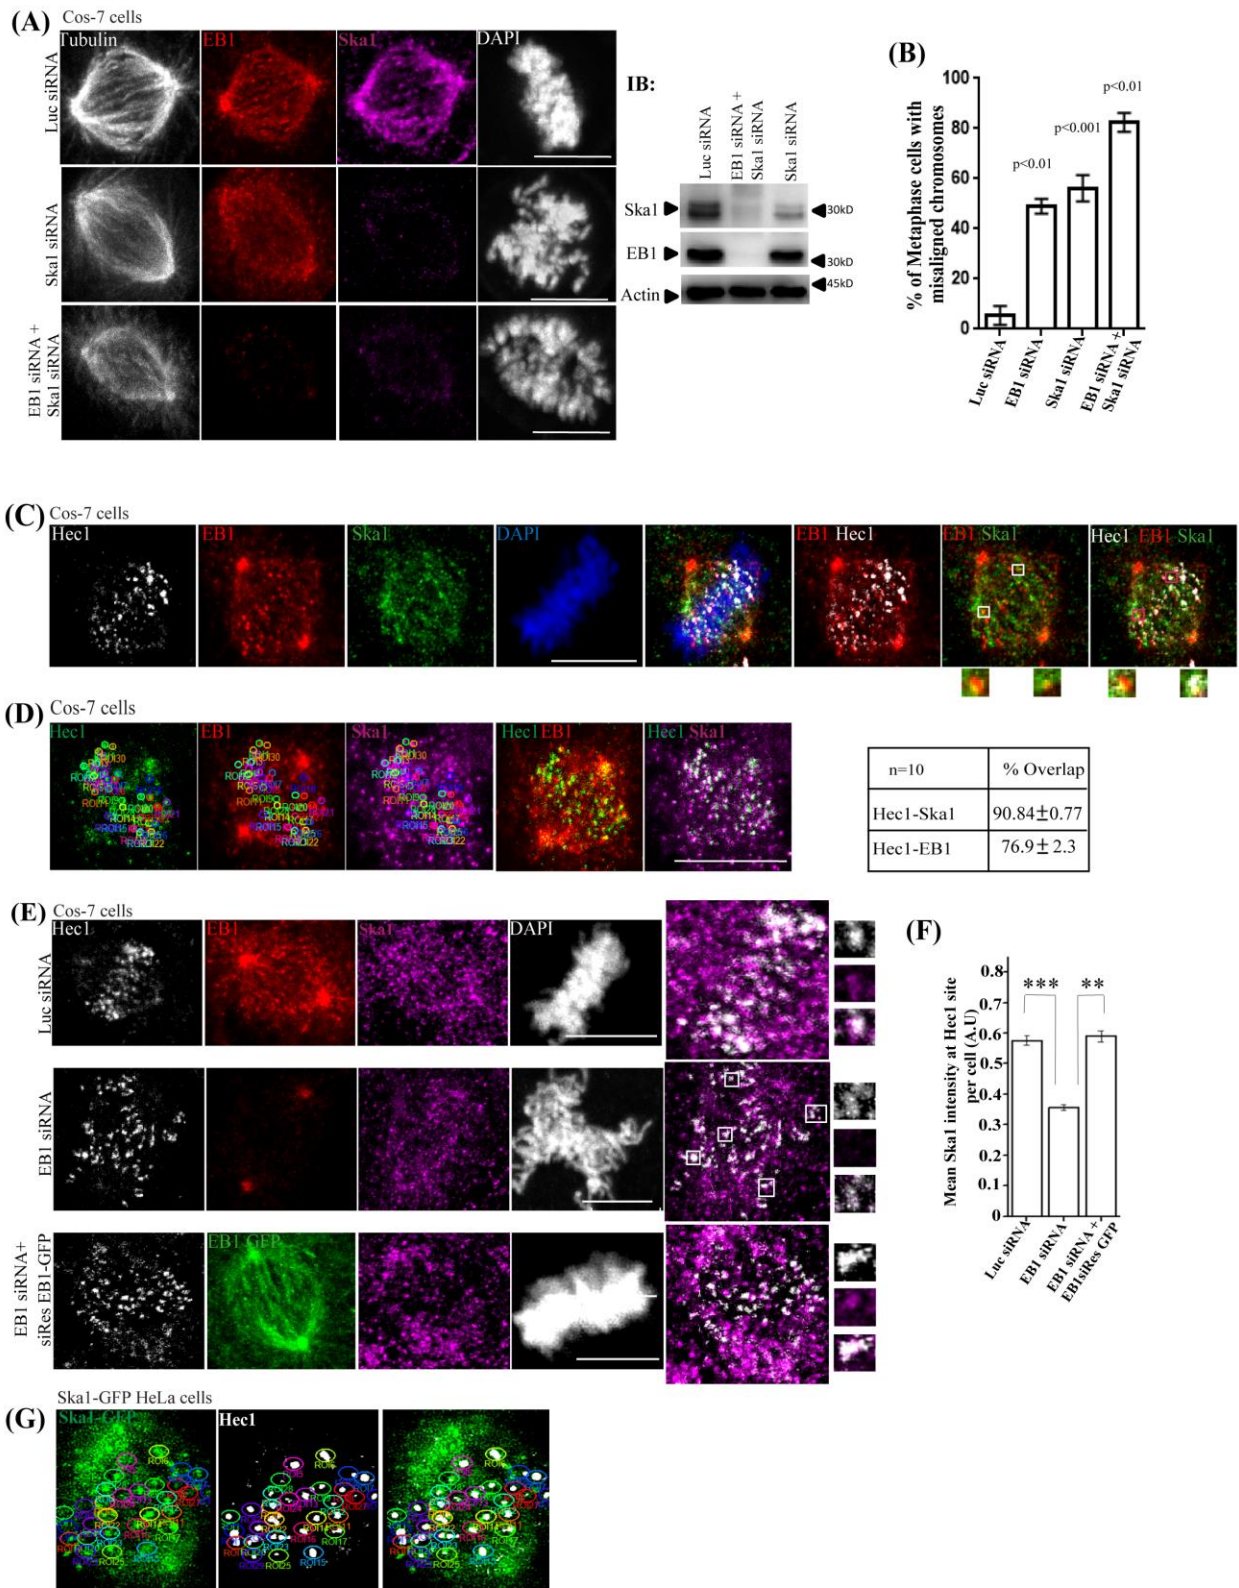 (A) Cos-7 cells
Tubulin EB1 Ska1 DAPI
Luc siRNA
Ska1 siRNA
EB1 siRNA +
Ska1 siRNA
IB:
Luc siRNA
EB1 siRNA +
Ska1 siRNA
Ska1 siRNA
Ska1 30kD
EB1 30kD
45kD
Actin
(B)
% of Metaphase cells with
misaligned chromosomes
100
80
60
40
20
0
p<0.01
p<0.001
p<0.01
Luc siRNA
EB1 siRNA
Ska1 siRNA
EB1 siRNA +
Ska1 siRNA
(C) Cos-7 cells
Hec1 EB1 Ska1 DAPI EB1 Hec1 EB1 Ska1 Hec1 EB1 Ska1
(D) Cos-7 cells
Hec1 EB1 Ska1 Hec1 EB1 Hec1 Ska1
n=10 % Overlap
Hec1-Ska1 90.84±0.77
Hec1-EB1 76.9±2.3
(E) Cos-7 cells
Hec1 EB1 Ska1 DAPI
Luc siRNA
EB1 siRNA
EB1 siRNA+
siRes EB1-GFP
EB1 GFP
(F)
Mean Ska1 intensity at Hec1 site
per cell (A.U)
0.8
0.7
0.6
0.5
0.4
0.3
0.2
0.1
0
*** **
Luc siRNA
EB1 siRNA
EB1 siRNA +
EB1siRes GFP
(G) Ska1-GFP HeLa cells
Ska1-GFP Hec1